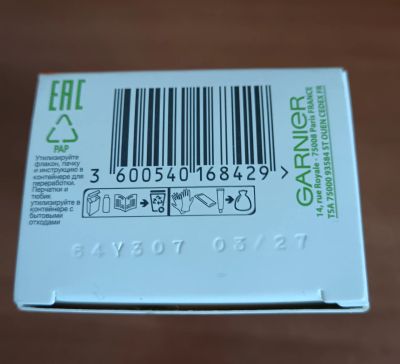 EAC
PAP
Утилизируйте
флакон, пачку
и инструкцию в
контейнере для
переработки.
Перчатки и
тюбик
утилизируйте в
контейнере с
бытовыми
отходами
3 600540 168429 >
64Y307 03/27
GARNIER
14, rue Royale - 75008 Paris FRANCE
TSA 75000 93584 ST OUEN CEDEX FR